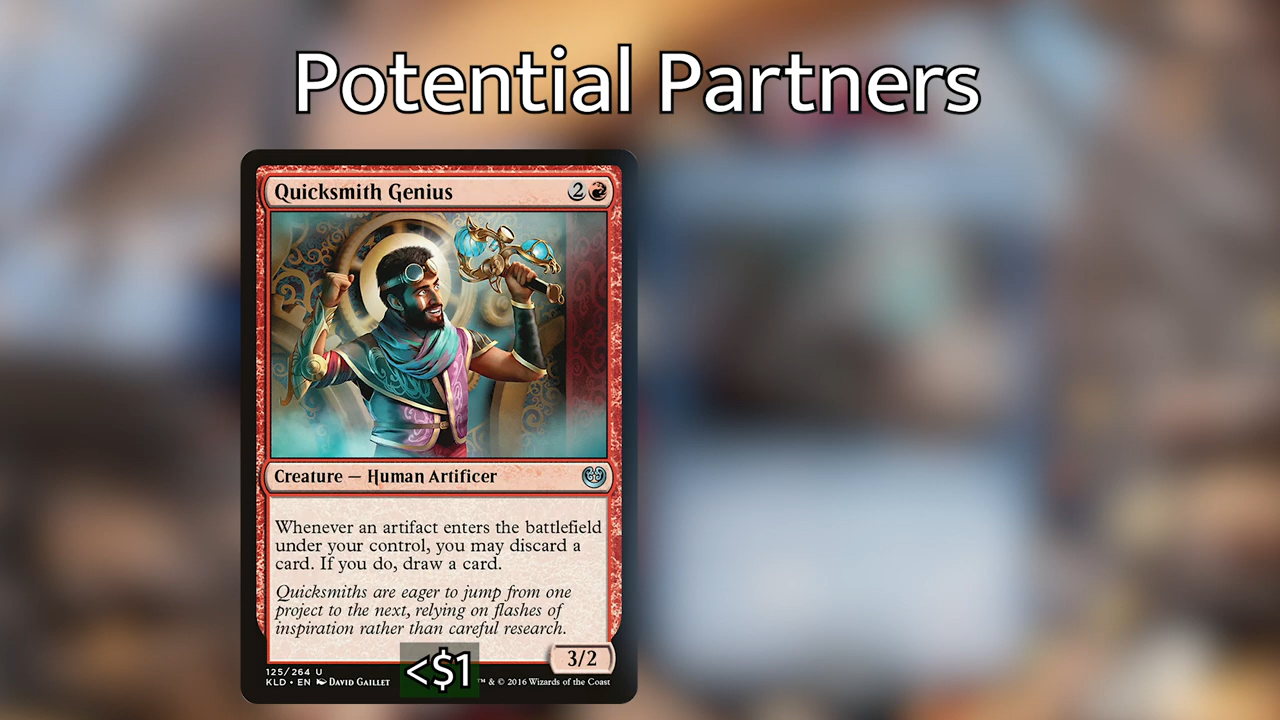 Potential Partners
Quicksmith Genius 2
Creature — Human Artificer
Whenever an artifact enters the battlefield
under your control, you may discard a
card. If you do, draw a card.
Quicksmiths are eager to jump from one
project to the next, relying on flashes of
inspiration rather than careful research.
3/2
125/264 U
KLD • EN DAVID GAILLET
<$1
™ & © 2016 Wizards of the Coast